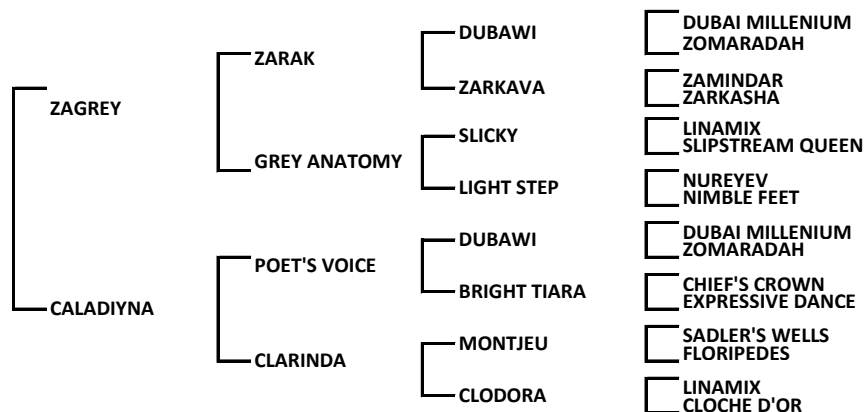 ZAGREY
CALADIYNA
ZARAK
GREY ANATOMY
POET'S VOICE
CLARINDA
DUBAWI
ZARKAVA
SLICKY
LIGHT STEP
DUBAWI
BRIGHT TIARA
MONTJEU
CLODORA
DUBAI MILLENIUM
ZOMARADAH
ZAMINDAR
ZARKASHA
LINAMIX
SLIPSTREAM QUEEN
NUREYEV
NIMBLE FEET
DUBAI MILLENIUM
ZOMARADAH
CHIEF'S CROWN
EXPRESSIVE DANCE
SADLER'S WELLS
FLORIPEDES
LINAMIX
CLOCHE D'OR